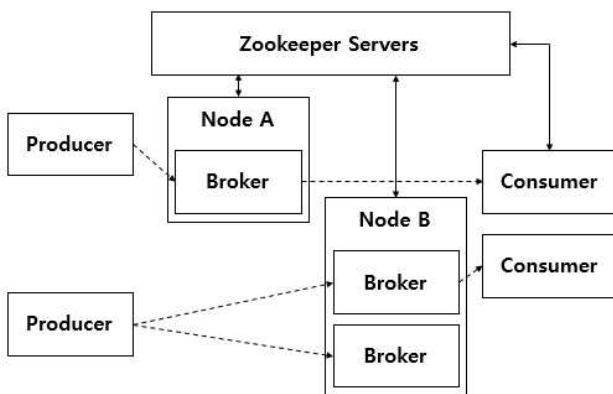 Zookeeper Servers
Node A
Producer
Broker
Consumer
Node B
Consumer
Broker
Producer
Broker